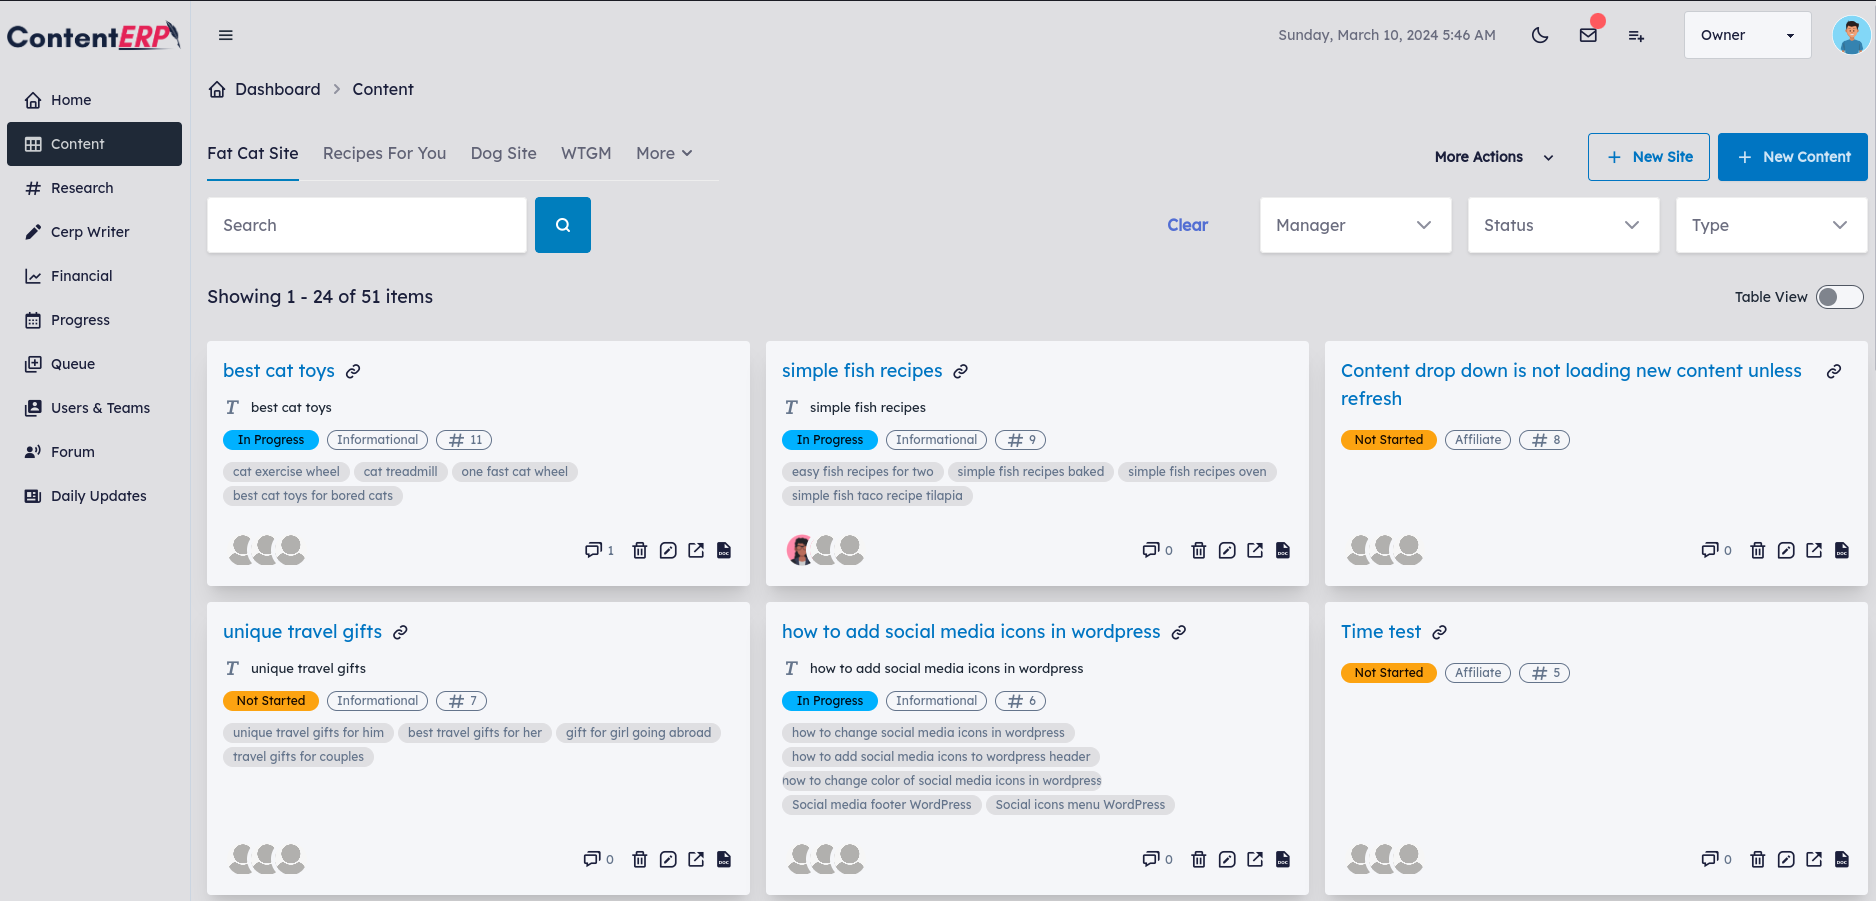 ContentERP
Sunday, March 10, 2024 5:46 AM
Owner
Home
Content
Research
Cerp Writer
Financial
Progress
Queue
Users & Teams
Forum
Daily Updates
Dashboard > Content
Fat Cat Site Recipes For You Dog Site WTGM More
More Actions + New Site + New Content
Search
Clear Manager Status Type
Showing 1 - 24 of 51 items
Table View
best cat toys
T best cat toys
In Progress Informational # 11
cat exercise wheel cat treadmill one fast cat wheel
best cat toys for bored cats
1 DOC
simple fish recipes
T simple fish recipes
In Progress Informational # 9
easy fish recipes for two simple fish recipes baked simple fish recipes oven
simple fish taco recipe tilapia
0 DOC
Content drop down is not loading new content unless
refresh
Not Started Affiliate # 8
0 DOC
unique travel gifts
T unique travel gifts
Not Started Informational # 7
unique travel gifts for him best travel gifts for her gift for girl going abroad
travel gifts for couples
0 DOC
how to add social media icons in wordpress
T how to add social media icons in wordpress
In Progress Informational # 6
how to change social media icons in wordpress
how to add social media icons to wordpress header
how to change color of social media icons in wordpress
Social media footer WordPress Social icons menu WordPress
0 DOC
Time test
Not Started Affiliate # 5
0 DOC